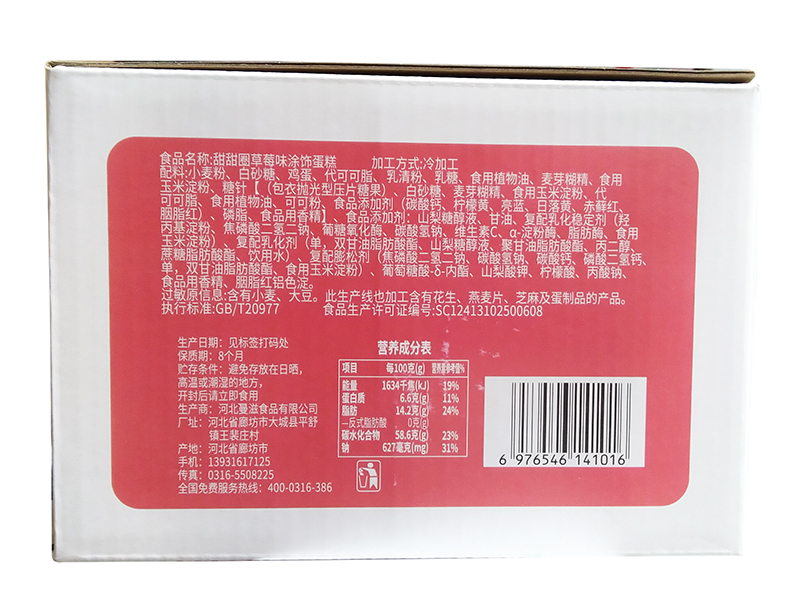 食品名称:甜甜圈草莓味涂饰蛋糕 加工方式:冷加工
配料:小麦粉、白砂糖、鸡蛋、代可可脂、乳清粉、乳糖、食用植物油、麦芽糊精、食用
玉米淀粉、糖针【（包衣抛光型压片糖果）、白砂糖、麦芽糊精、食用玉米淀粉、代
可可脂、食用植物油、可可粉、食品添加剂（碳酸钙、柠檬黄、亮蓝、日落黄、赤藓红、
胭脂红）、磷脂、食品用香精】、食品添加剂：山梨糖醇液、甘油、复配乳化稳定剂（羟
丙基淀粉、焦磷酸二氢二钠、葡糖氧化酶、碳酸氢钠、维生素C、α-淀粉酶、脂肪酶、食用
玉米淀粉）、复配乳化剂（单，双甘油脂肪酸酯、山梨糖醇液、聚甘油脂肪酸酯、丙二醇、
蔗糖脂肪酸酯、饮用水）、复配膨松剂（焦磷酸二氢二钠、碳酸氢钠、碳酸钙、磷酸二氢钙、
单，双甘油脂肪酸酯、食用玉米淀粉）、葡萄糖酸-δ-内酯、山梨酸钾、柠檬酸、丙酸钠、
食品用香精、胭脂红铝色淀。
过敏原信息:含有小麦、大豆。此生产线也加工含有花生、燕麦片、芝麻及蛋制品的产品。
执行标准:GB/T20977 食品生产许可证编号:SC12413102500608
生产日期：见标签打码处
保质期：8个月
贮存条件：避免存放在日晒，
高温或潮湿的地方，
开封后请立即食用
生产商：河北蔓滋食品有限公司
厂址：河北省廊坊市大城县平舒
镇王裴庄村
产地：河北省廊坊市
手机：13931617125
传真：0316-5508225
全国免费服务热线：400-0316-386
营养成分表
项目 每100克(g) 营养素参考值%
能量 1634千焦(kJ) 19%
蛋白质 6.6克(g) 11%
脂肪 14.2克(g) 24%
—反式脂肪酸 0克(g)
碳水化合物 58.6克(g) 23%
钠 627毫克(mg) 31%
6 976546 141016